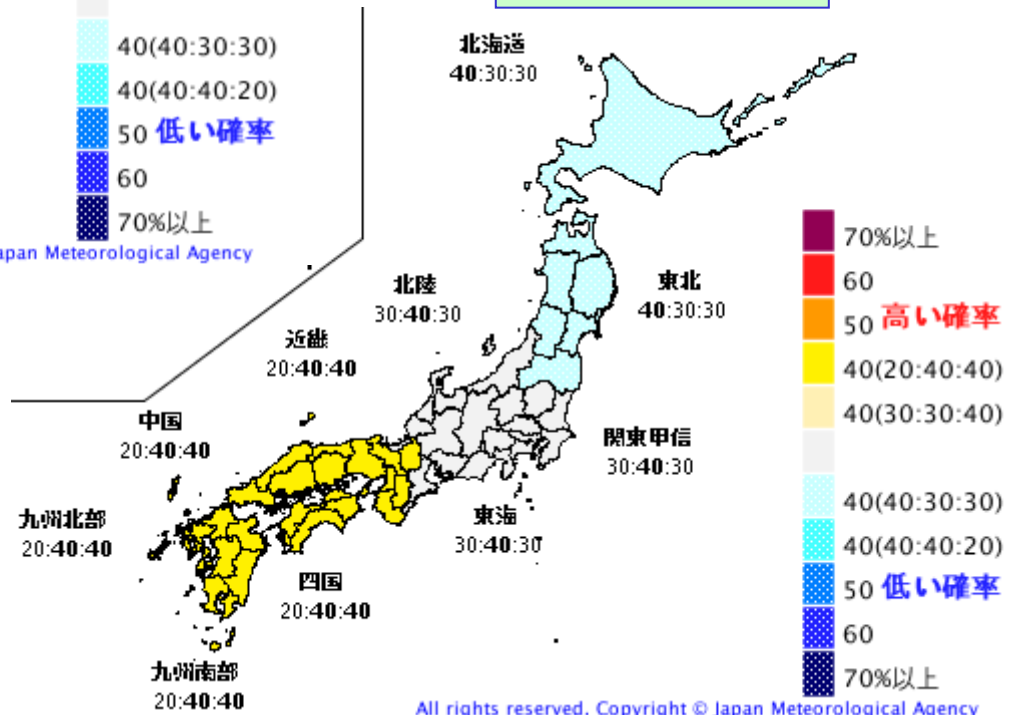 40(40:30:30)
40(40:40:20)
50 低い確率
60
70%以上
apan Meteorological Agency
北海道
40:30:30
東北
40:30:30
北陸
30:40:30
近畿
20:40:40
中国
20:40:40
関東甲信
30:40:30
東海
30:40:30
九州北部
20:40:40
四国
20:40:40
九州南部
20:40:40
70%以上
60
50 高い確率
40(20:40:40)
40(30:30:40)
40(40:30:30)
40(40:40:20)
50 低い確率
60
70%以上
All rights reserved. Copyright © Japan Meteorological Agency